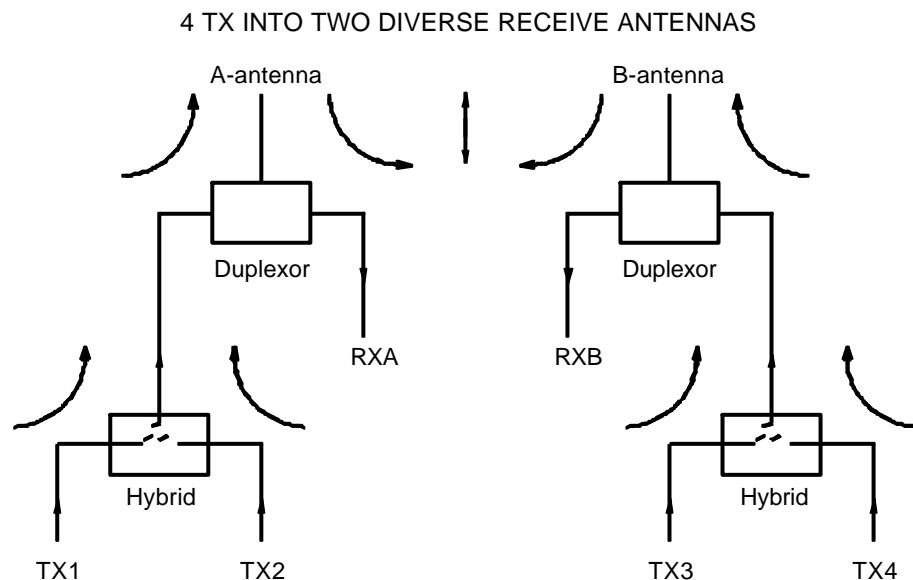 4 TX INTO TWO DIVERSE RECEIVE ANTENNAS
A-antenna
B-antenna
Duplexor
Duplexor
RXA
RXB
Hybrid
Hybrid
TX1
TX2
TX3
TX4